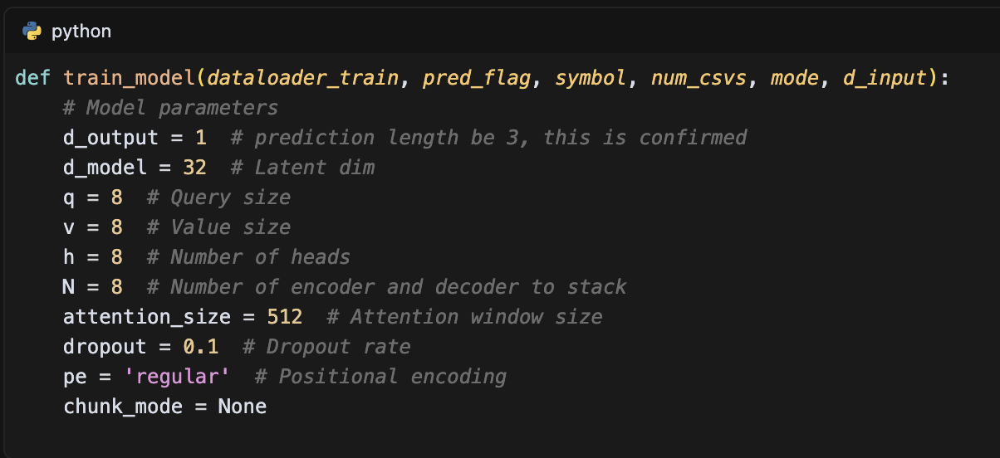 python
def train_model(dataloader_train, pred_flag, symbol, num_csvs, mode, d_input):
    # Model parameters
    d_output = 1  # prediction length be 3, this is confirmed
    d_model = 32  # Latent dim
    q = 8  # Query size
    v = 8  # Value size
    h = 8  # Number of heads
    N = 8  # Number of encoder and decoder to stack
    attention_size = 512  # Attention window size
    dropout = 0.1  # Dropout rate
    pe = 'regular'  # Positional encoding
    chunk_mode = None